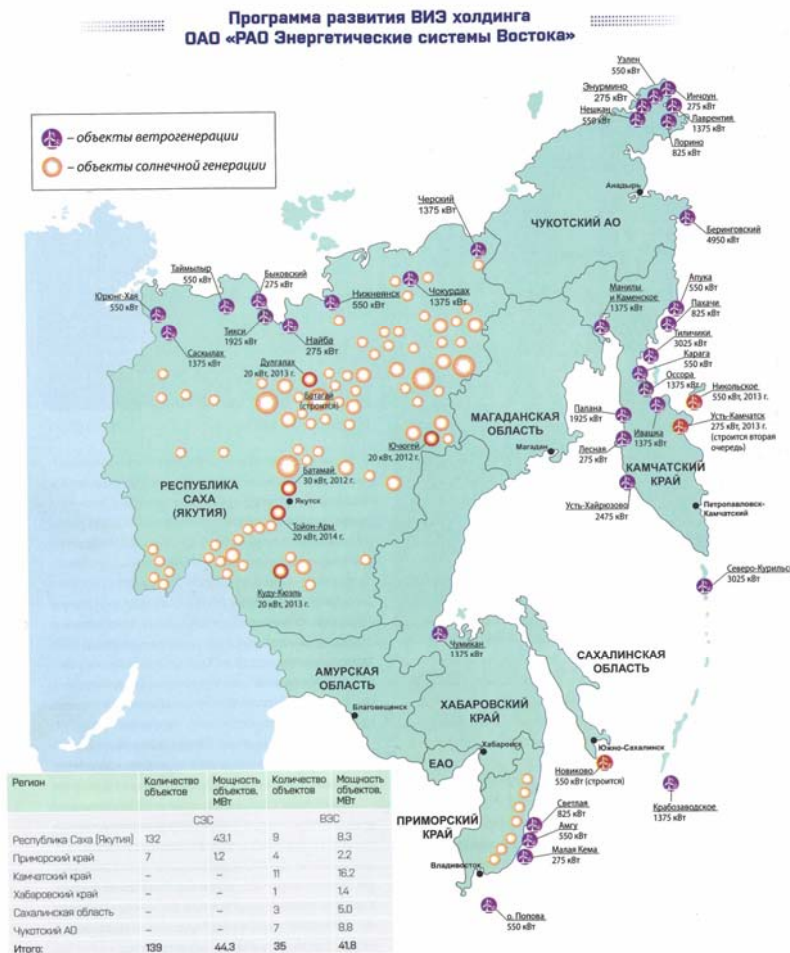 Программа развития ВИЭ холдинга
ОАО «РАО Энергетические системы Востока»
– объекты ветрогенерации
– объекты солнечной генерации
Уэлен
550 кВт
Энурмино
275 кВт
Инчоун
275 кВт
Нешкан
550 кВт
Лаврентия
1375 кВт
Лорино
825 кВт
Анадырь
ЧУКОТСКИЙ АО
Беринговский
4950 кВт
Черский
1375 кВт
Таймылыр
550 кВт
Быковский
275 кВт
Юрюнг-Хая
550 кВт
Тикси
1925 кВт
Саскылах
1375 кВт
Найба
275 кВт
Нижнеянск
550 кВт
Чокурдах
1375 кВт
Апука
550 кВт
Манилы
и Каменское
1375 кВт
Пахачи
825 кВт
Тиличики
3025 кВт
Карага
550 кВт
Оссора
1375 кВт
Никольское
550 кВт, 2013 г.
Усть-Камчатск
275 кВт, 2013 г.
(строится вторая
очередь)
Ивашка
1375 кВт
Палана
1925 кВт
Лесная
275 кВт
КАМЧАТСКИЙ
КРАЙ
Усть-Хайрюзово
2475 кВт
Петропавловск-
Камчатский
Дулгалах
20 кВт, 2013 г.
Батагай
(строится)
МАГАДАНСКАЯ
ОБЛАСТЬ
Магадан
Ючюгей
20 кВт, 2012 г.
РЕСПУБЛИКА
САХА
(ЯКУТИЯ)
Батамай
30 кВт, 2012 г.
Якутск
Тойон-Ары
20 кВт, 2014 г.
Куду-Кюэль
20 кВт, 2013 г.
Северо-Курильск
3025 кВт
Чумикан
1375 кВт
САХАЛИНСКАЯ
ОБЛАСТЬ
АМУРСКАЯ
ОБЛАСТЬ
Благовещенск
ХАБАРОВСКИЙ
КРАЙ
ЕАО
Хабаровск
Южно-Сахалинск
Новиково
550 кВт (строится)
Крабозаводское
1375 кВт
ПРИМОРСКИЙ
КРАЙ
Светлая
825 кВт
Амгу
550 кВт
Малая Кема
275 кВт
Владивосток
о. Попова
550 кВт
Регион Количество объектов Мощность объектов, МВт Количество объектов Мощность объектов, МВт
СЭС ВЭС
Республика Саха (Якутия) 132 43,1 9 8,3
Приморский край 7 1,2 4 2,2
Камчатский край – – 11 16,2
Хабаровский край – – 1 1,4
Сахалинская область – – 3 5,0
Чукотский АО – – 7 8,8
Итого: 139 44,3 35 41,8